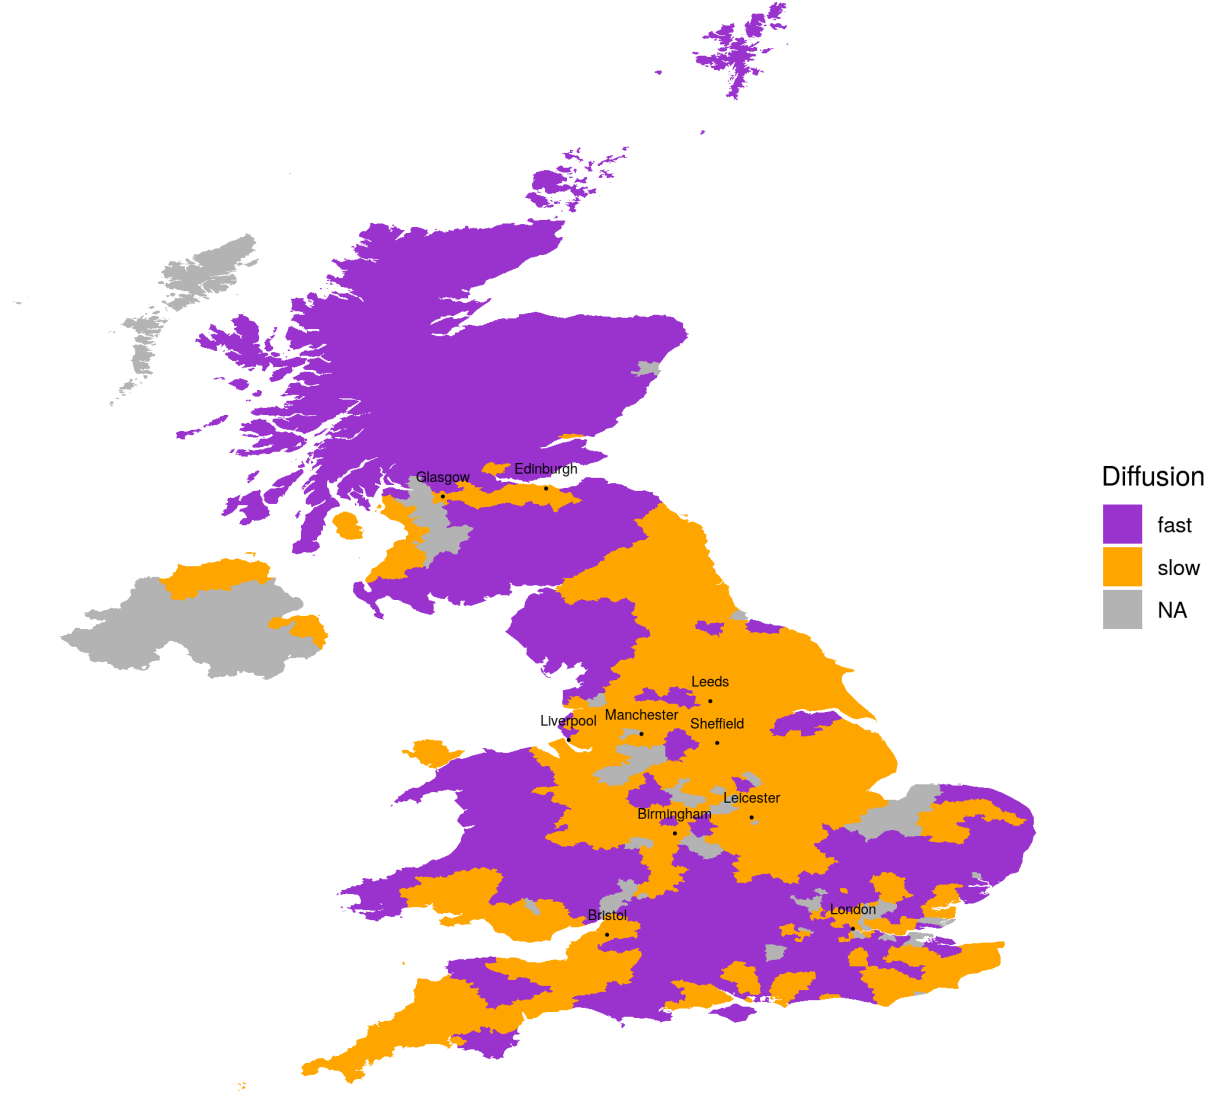 Glasgow
Edinburgh
Leeds
Liverpool
Manchester
Sheffield
Leicester
Birmingham
London
Bristol
Diffusion
fast
slow
NA